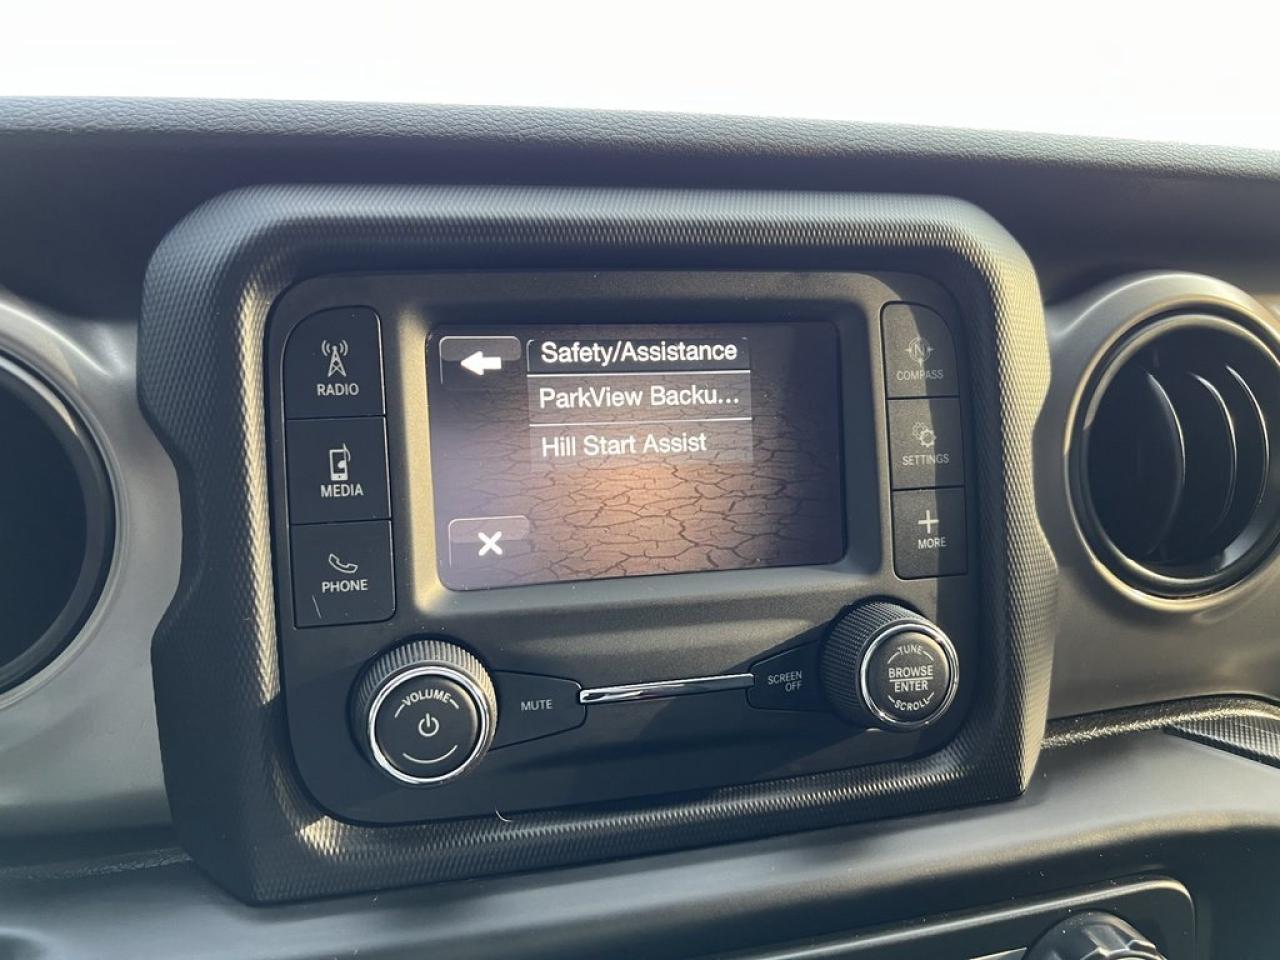 RADIO
MEDIA
PHONE
Safety/Assistance
ParkView Backu...
Hill Start Assist
N
COMPASS
SETTINGS
MORE
VOLUME
MUTE
SCREEN
OFF
TUNE
BROWSE
ENTER
SCROLL